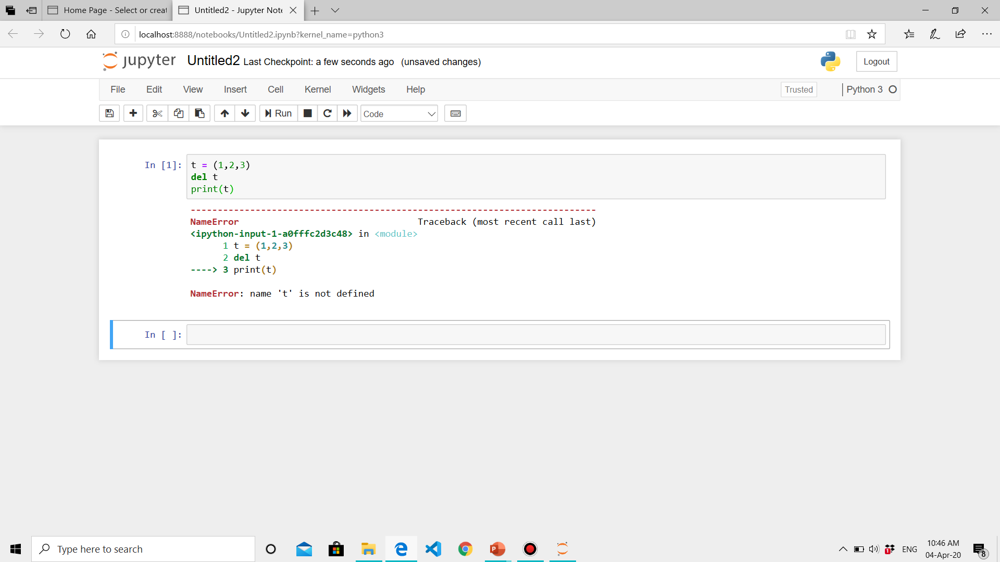 Home Page - Select or creat
Untitled2 - Jupyter Note
localhost:8888/notebooks/Untitled2.ipynb?kernel_name=python3
jupyter Untitled2 Last Checkpoint: a few seconds ago (unsaved changes)
Logout
File Edit View Insert Cell Kernel Widgets Help
Trusted
Python 3
Run
Code
In [1]: t = (1,2,3)
del t
print(t)
---------------------------------------------------------------------------
NameError Traceback (most recent call last)
<ipython-input-1-a0fffc2d3c48> in <module>
1 t = (1,2,3)
2 del t
----> 3 print(t)
NameError: name 't' is not defined
In [ ]:
Type here to search
P
1
ENG
10:46 AM
04-Apr-20
8